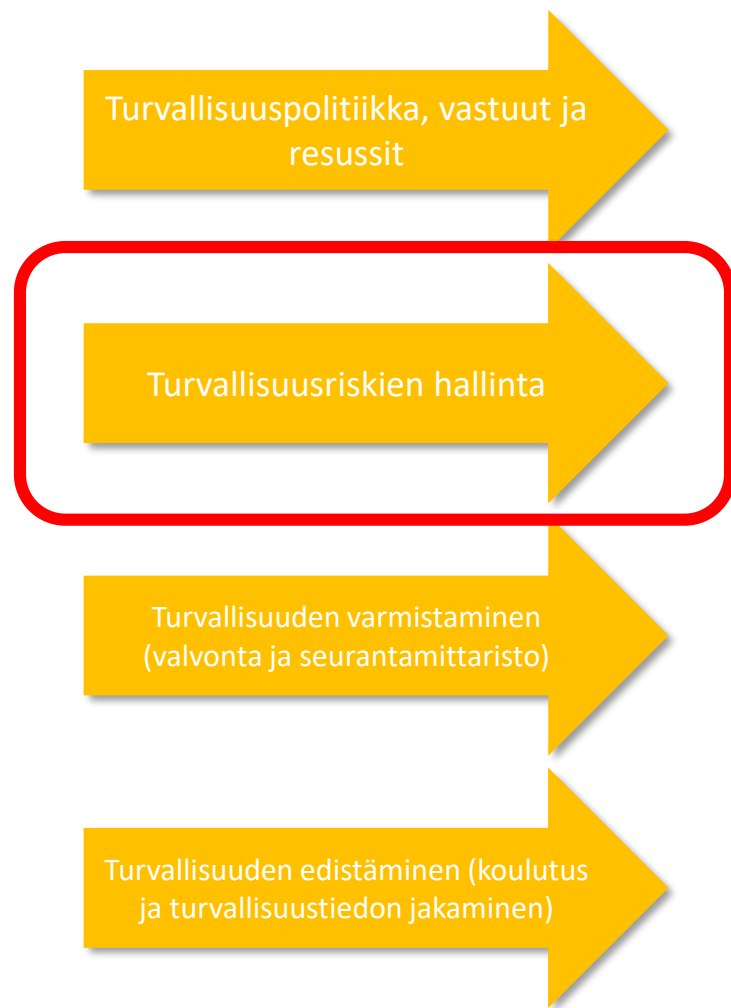 Turvallisuuspolitiikka, vastuut ja
resussit
Turvallisuusriskien hallinta
Turvallisuuden varmistaminen
(valvonta ja seurantamittaristo)
Turvallisuuden edistäminen (koulutus
ja turvallisuustiedon jakaminen)